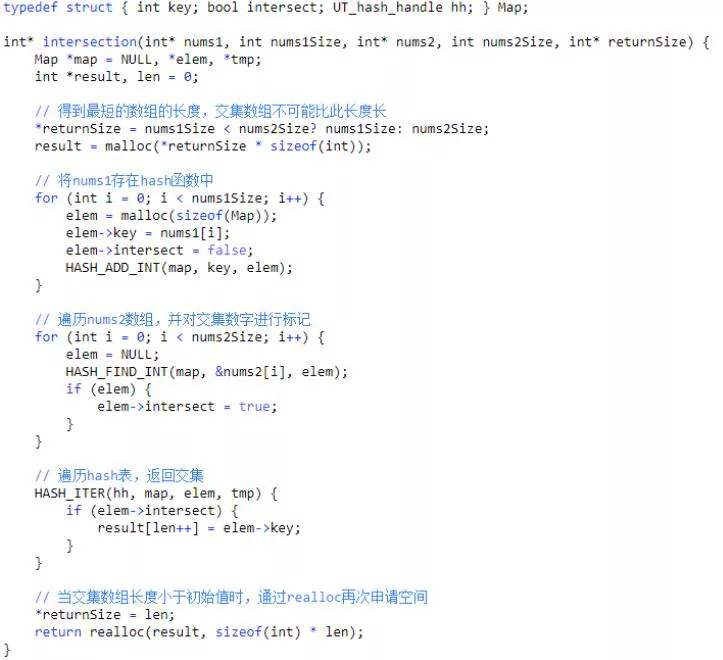 typedef struct { int key; bool intersect; UT_hash_handle hh; } Map;

int* intersection(int* nums1, int nums1Size, int* nums2, int nums2Size, int* returnSize) {
    Map *map = NULL, *elem, *tmp;
    int *result, len = 0;

    // 得到最短的数组的长度，交集数组不可能比此长度长
    *returnSize = nums1Size < nums2Size? nums1Size: nums2Size;
    result = malloc(*returnSize * sizeof(int));

    // 将nums1存在hash函数中
    for (int i = 0; i < nums1Size; i++) {
        elem = malloc(sizeof(Map));
        elem->key = nums1[i];
        elem->intersect = false;
        HASH_ADD_INT(map, key, elem);
    }

    // 遍历nums2数组，并对交集数字进行标记
    for (int i = 0; i < nums2Size; i++) {
        elem = NULL;
        HASH_FIND_INT(map, &nums2[i], elem);
        if (elem) {
            elem->intersect = true;
        }
    }

    // 遍历hash表，返回交集
    HASH_ITER(hh, map, elem, tmp) {
        if (elem->intersect) {
            result[len++] = elem->key;
        }
    }

    // 当交集数组长度小于初始值时，通过realloc再次申请空间
    *returnSize = len;
    return realloc(result, sizeof(int) * len);
}